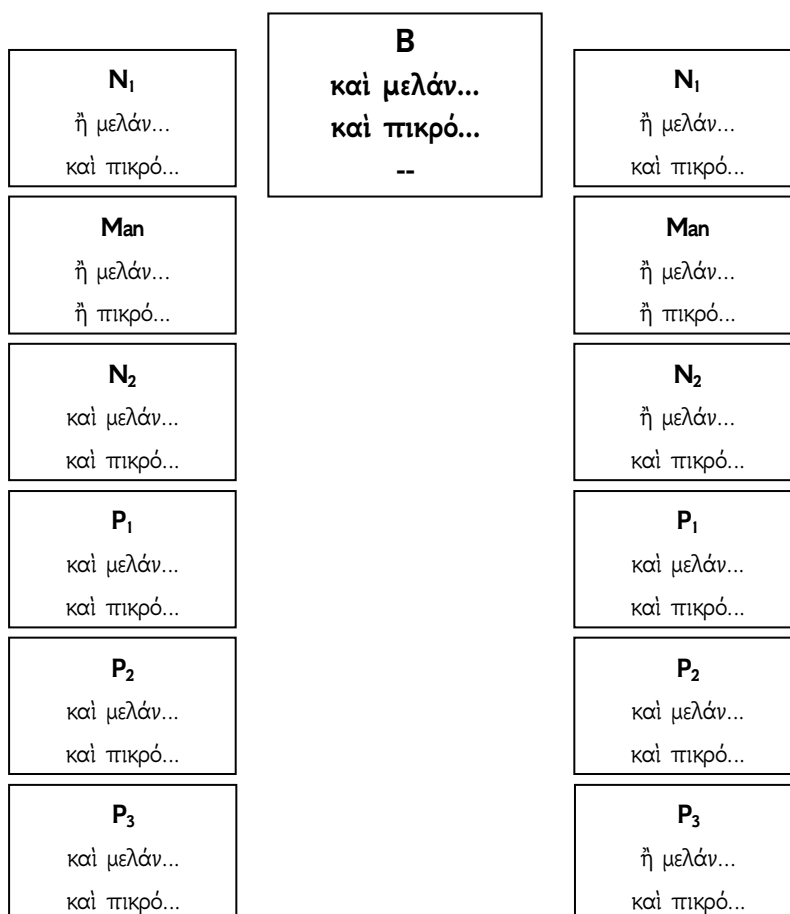 B
καὶ μελάν...
καὶ πικρό...
--
N₁
ἢ μελάν...
καὶ πικρό...
Man
ἢ μελάν...
ἢ πικρό...
N₂
καὶ μελάν...
καὶ πικρό...
P₁
καὶ μελάν...
καὶ πικρό...
P₂
καὶ μελάν...
καὶ πικρό...
P₃
καὶ μελάν...
καὶ πικρό...
N₁
ἢ μελάν...
καὶ πικρό...
Man
ἢ μελάν...
ἢ πικρό...
N₂
ἢ μελάν...
καὶ πικρό...
P₁
καὶ μελάν...
καὶ πικρό...
P₂
καὶ μελάν...
καὶ πικρό...
P₃
ἢ μελάν...
καὶ πικρό...